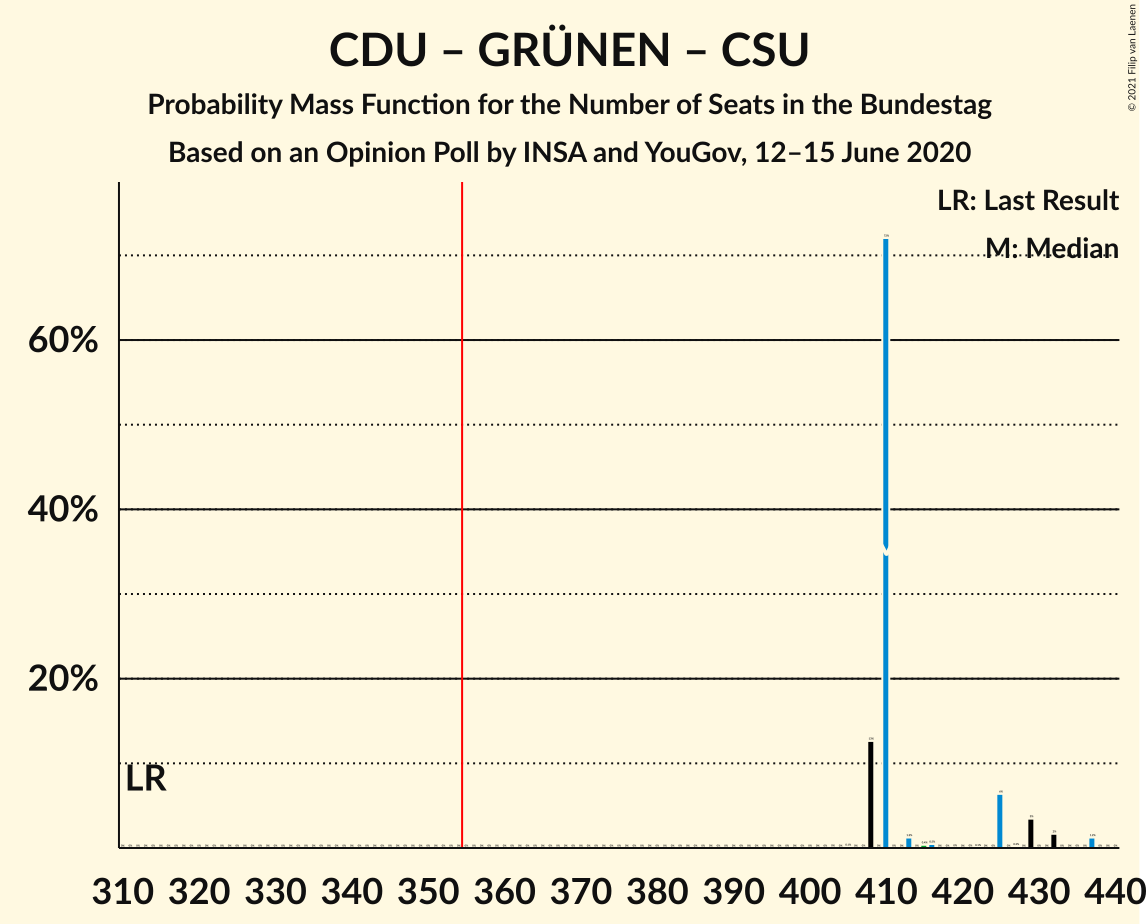 CDU – GRÜNEN – CSU
Probability Mass Function for the Number of Seats in the Bundestag
Based on an Opinion Poll by INSA and YouGov, 12–15 June 2020
© 2021 Filip van Laenen
LR: Last Result
M: Median
60%
40%
20%
LR
M
310 320 330 340 350 360 370 380 390 400 410 420 430 440